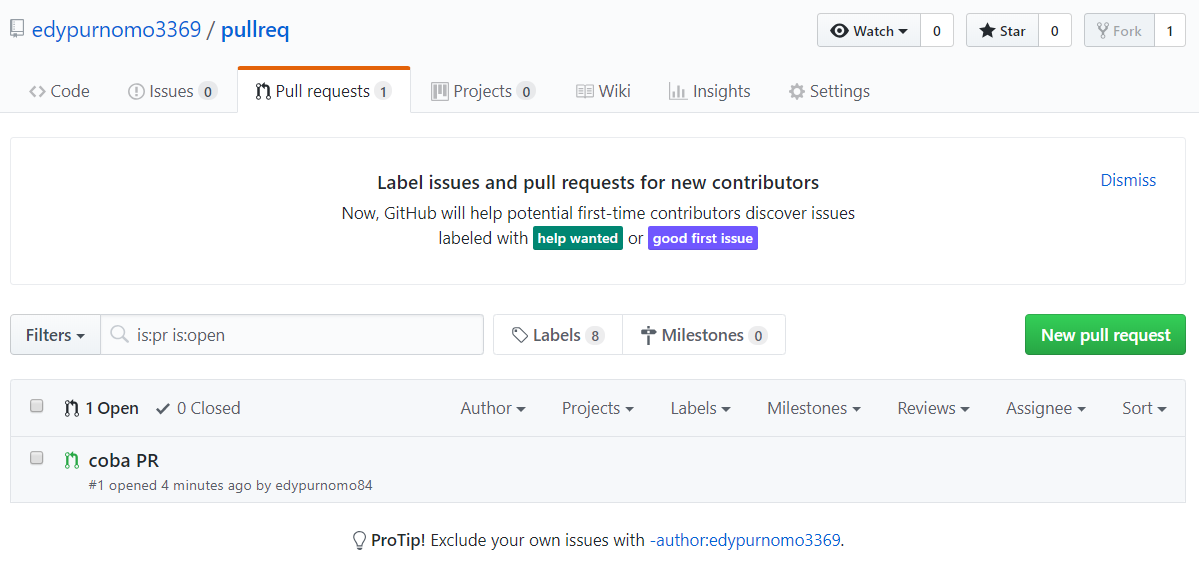 edypurnomo3369 / pullreq
Watch 0 Star 0 Fork 1
Code Issues 0 Pull requests 1 Projects 0 Wiki Insights Settings
Label issues and pull requests for new contributors
Dismiss
Now, GitHub will help potential first-time contributors discover issues
labeled with help wanted or good first issue
Filters is:pr is:open Labels 8 Milestones 0 New pull request
1 Open 0 Closed Author Projects Labels Milestones Reviews Assignee Sort
coba PR
#1 opened 4 minutes ago by edypurnomo84
ProTip! Exclude your own issues with -author:edypurnomo3369.